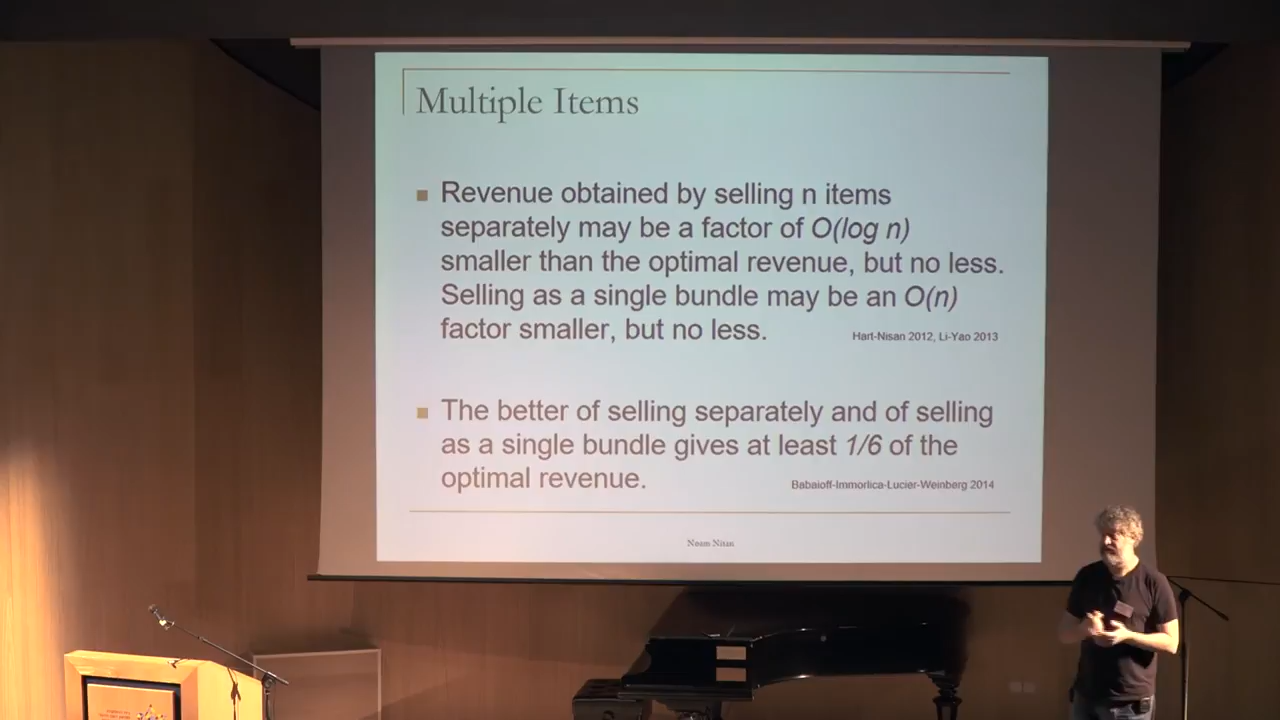 Multiple Items
Revenue obtained by selling n items
separately may be a factor of O(log n)
smaller than the optimal revenue, but no less.
Selling as a single bundle may be an O(n)
factor smaller, but no less.
Hart-Nisan 2012, Li-Yao 2013
The better of selling separately and of selling
as a single bundle gives at least 1/6 of the
optimal revenue.
Babaioff-Immorlica-Lucier-Weinberg 2014
Noam Nisan